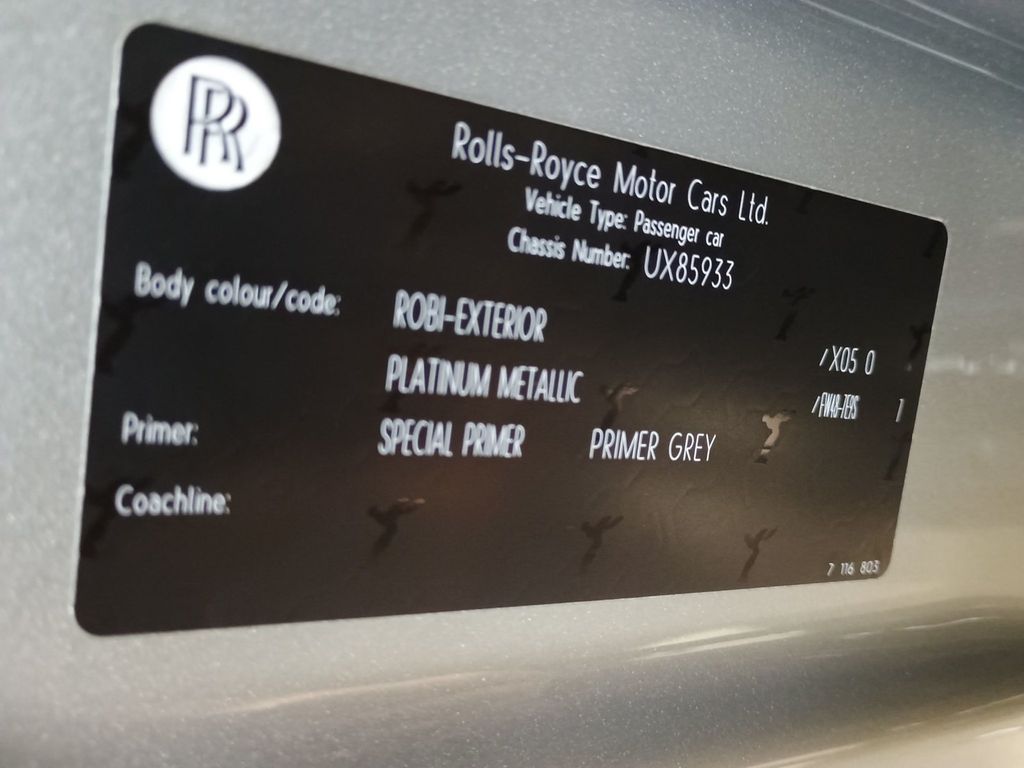 RR
Rolls-Royce Motor Cars Ltd.
Vehicle Type: Passenger car
Chassis Number: UX85933
Body colour/code: ROBI-EXTERIOR /X05 0
PLATINUM METALLIC 1
Primer: SPECIAL PRIMER PRIMER GREY
Coachline:
7 116 803